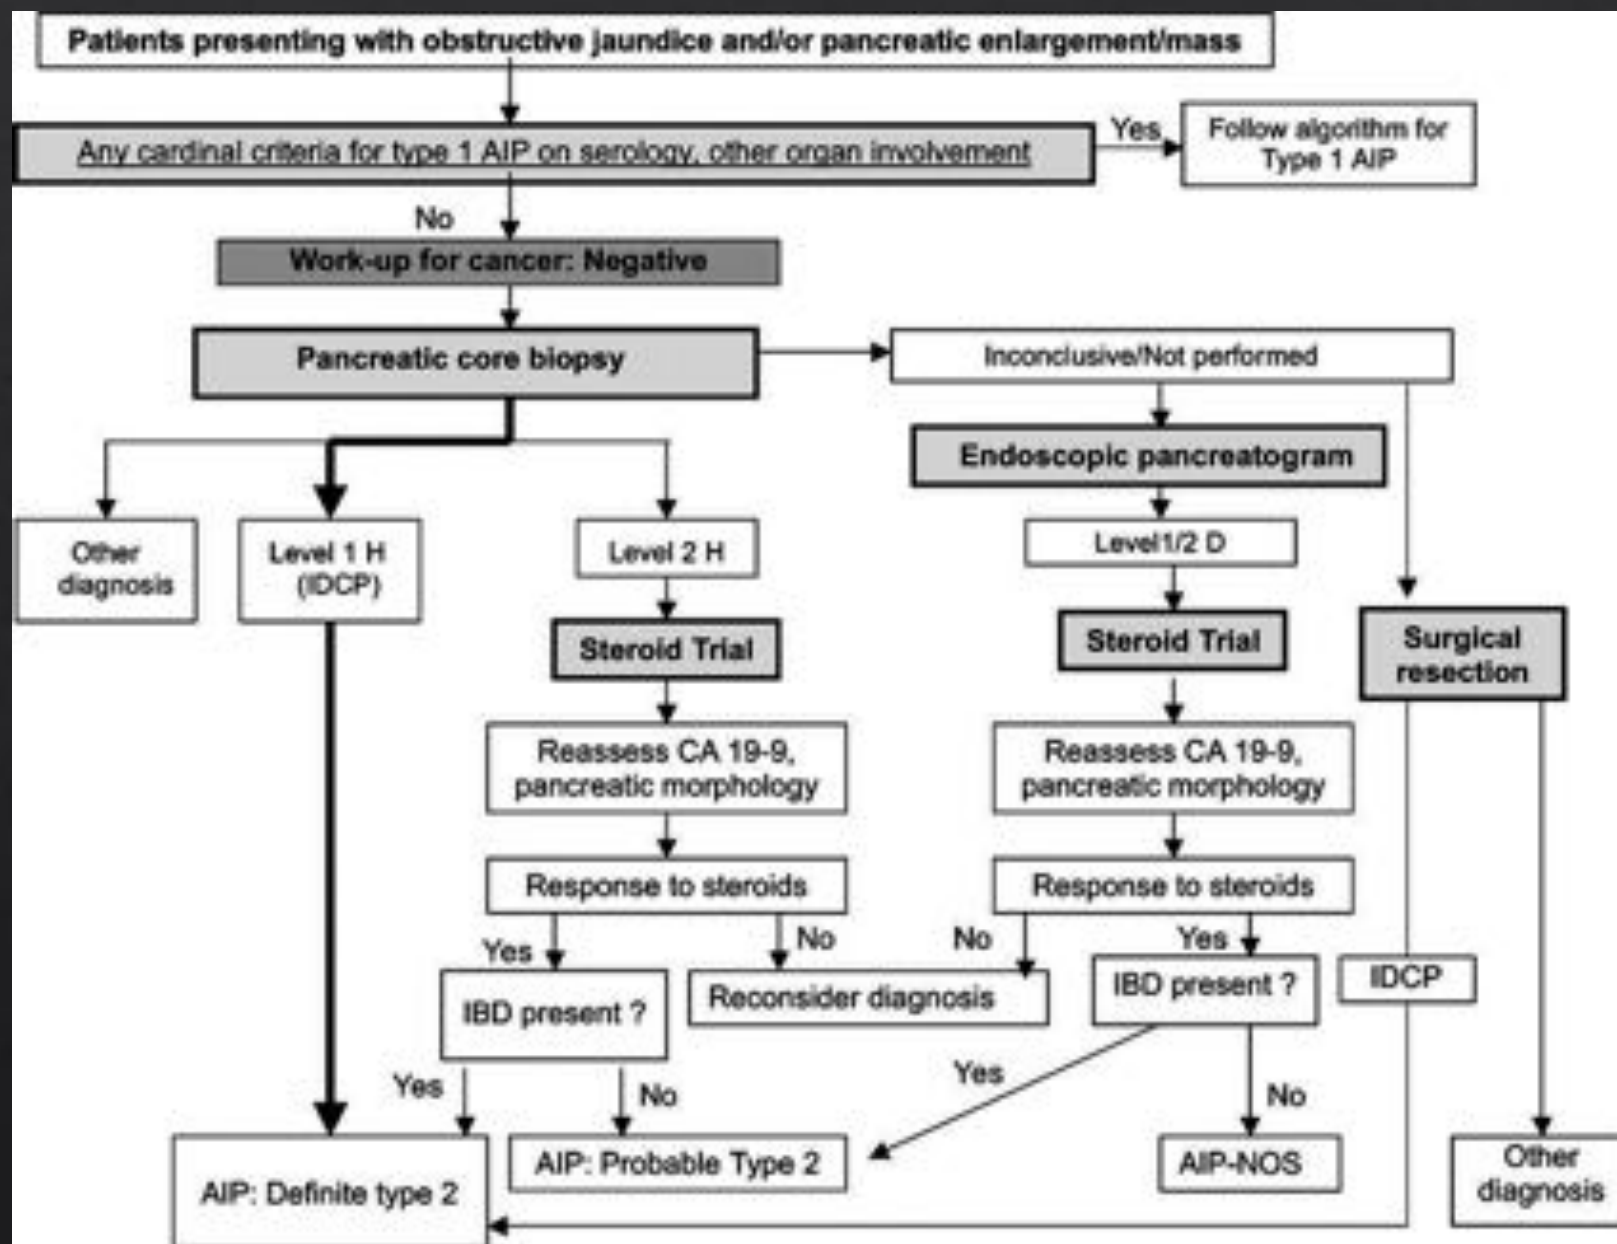 Patients presenting with obstructive jaundice and/or pancreatic enlargement/mass
Any cardinal criteria for type 1 AIP on serology, other organ involvement
Yes
Follow algorithm for
Type 1 AIP
No
Work-up for cancer: Negative
Pancreatic core biopsy
Inconclusive/Not performed
Endoscopic pancreatogram
Other
diagnosis
Level 1 H
(IDCP)
Level 2 H
Level1/2 D
Steroid Trial
Steroid Trial
Surgical
resection
Reassess CA 19-9,
pancreatic morphology
Reassess CA 19-9,
pancreatic morphology
Response to steroids
Response to steroids
Yes
No
No
Yes
IBD present ?
Reconsider diagnosis
IBD present ?
IDCP
Yes
No
Yes
No
AIP: Definite type 2
AIP: Probable Type 2
AIP-NOS
Other
diagnosis